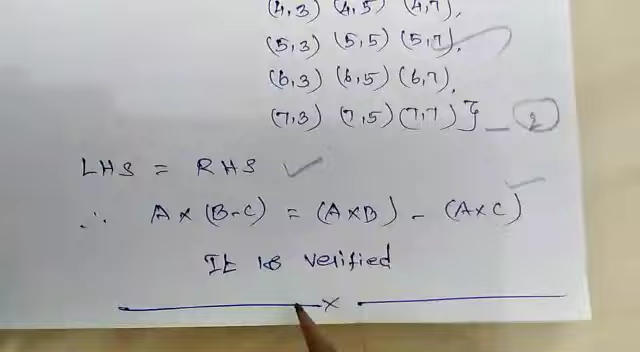 (4,3) (4,5) (4,7),
(5,3) (5,5) (5,7),
(6,3) (6,5) (6,7),
(7,3) (7,5) (7,7) } — 2
LHS = RHS
∴ A × (B-C) = (A×B) - (A×C)
It is verified
×